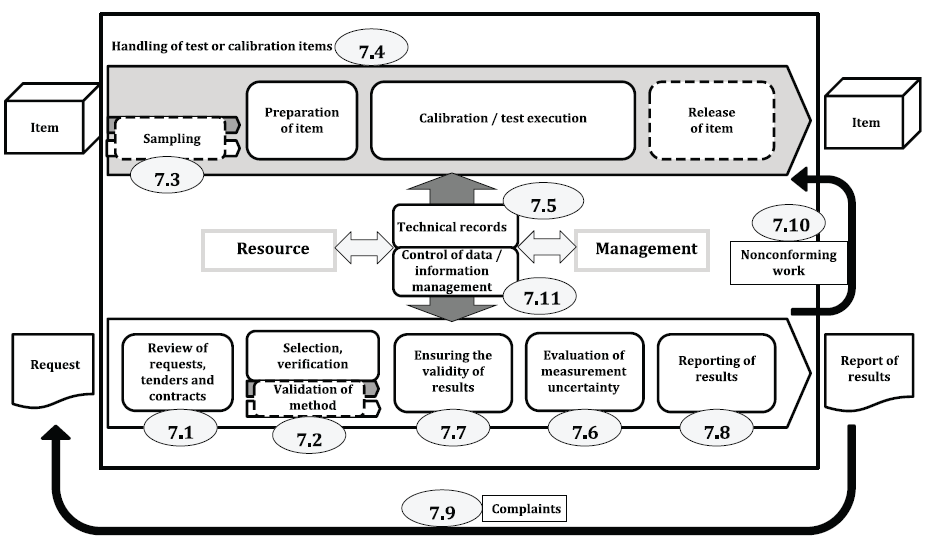 Handling of test or calibration items
7.4
Item
Sampling
7.3
Preparation
of item
Calibration / test execution
Release
of item
Item
7.5
Technical records
Resource
Management
Control of data /
information
management
7.11
7.10
Nonconforming
work
Request
Review of
requests,
tenders and
contracts
7.1
Selection,
verification
Validation of
method
7.2
Ensuring the
validity of
results
7.7
Evaluation of
measurement
uncertainty
7.6
Reporting of
results
7.8
Report of
results
7.9
Complaints